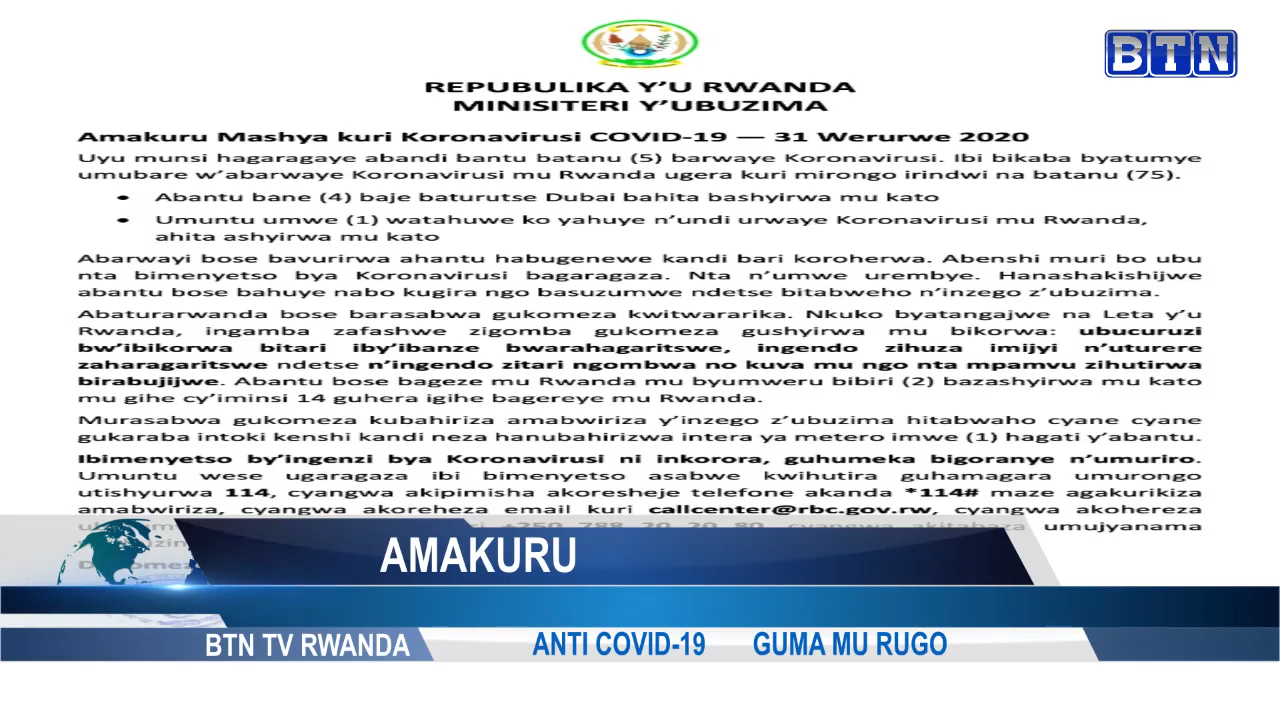 BTN
REPUBULIKA Y'U RWANDA
MINISITERI Y'UBUZIMA
Amakuru Mashya kuri Koronavirusi COVID-19 — 31 Werurwe 2020
Uyu munsi hagaragaye abandi bantu batanu (5) barwaye Koronavirusi. Ibi bikaba byatumye
umubare w'abarwaye Koronavirusi mu Rwanda ugera kuri mirongo irindwi na batanu (75).
• Abantu bane (4) baje baturutse Dubai bahita bashyirwa mu kato
• Umuntu umwe (1) watahuwe ko yahuye n'undi urwaye Koronavirusi mu Rwanda,
ahita ashyirwa mu kato
Abarwayi bose bavurirwa ahantu habugenewe kandi bari koroherwa. Abenshi muri bo ubu
nta bimenyetso bya Koronavirusi bagaragaza. Nta n'umwe urembye. Hanashakishijwe
abantu bose bahuye nabo kugira ngo basuzumwe ndetse bitabweho n'inzego z'ubuzima.
Abaturarwanda bose barasabwa gukomeza kwitwararika. Nkuko byatangajwe na Leta y'u
Rwanda, ingamba zafashwe zigomba gukomeza gushyirwa mu bikorwa: ubucuruzi
bw'ibikorwa bitari iby'ibanze bwarahagaritswe, ingendo zihuza imijyi n'uturere
zaharagaritswe ndetse n'ingendo zitari ngombwa no kuva mu ngo nta mpamvu zihutirwa
birabujijwe. Abantu bose bageze mu Rwanda mu byumweru bibiri (2) bazashyirwa mu kato
mu gihe cy'iminsi 14 guhera igihe bagereye mu Rwanda.
Murasabwa gukomeza kubahiriza amabwiriza y'inzego z'ubuzima hitabwaho cyane cyane
gukaraba intoki kenshi kandi neza hanubahirizwa intera ya metero imwe (1) hagati y'abantu.
Ibimenyetso by'ingenzi bya Koronavirusi ni inkorora, guhumeka bigoranye n'umuriro.
Umuntu wese ugaragaza ibi bimenyetso asabwe kwihutira guhamagara umurongo
utishyurwa 114, cyangwa akipimisha akoresheje telefone akanda *114# maze agakurikiza
amabwiriza, cyangwa akoreheza email kuri callcenter@rbc.gov.rw, cyangwa akohereza
+250 788 20 20 80, cyangwa akitabaza umujyanama
AMAKURU
BTN TV RWANDA ANTI COVID-19 GUMA MU RUGO